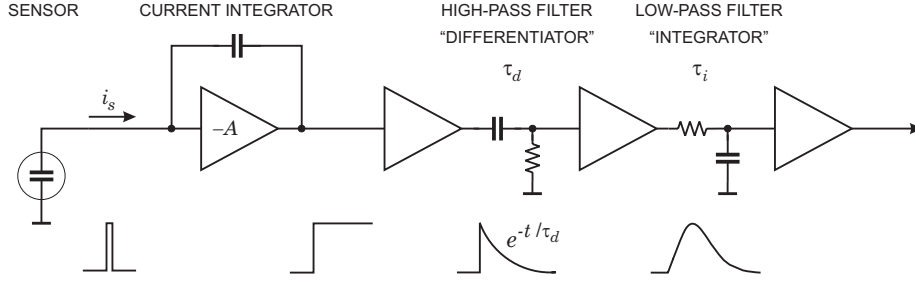 SENSOR
CURRENT INTEGRATOR
HIGH-PASS FILTER
“DIFFERENTIATOR”
τd
LOW-PASS FILTER
“INTEGRATOR”
τi
is
–A
e-t /τd